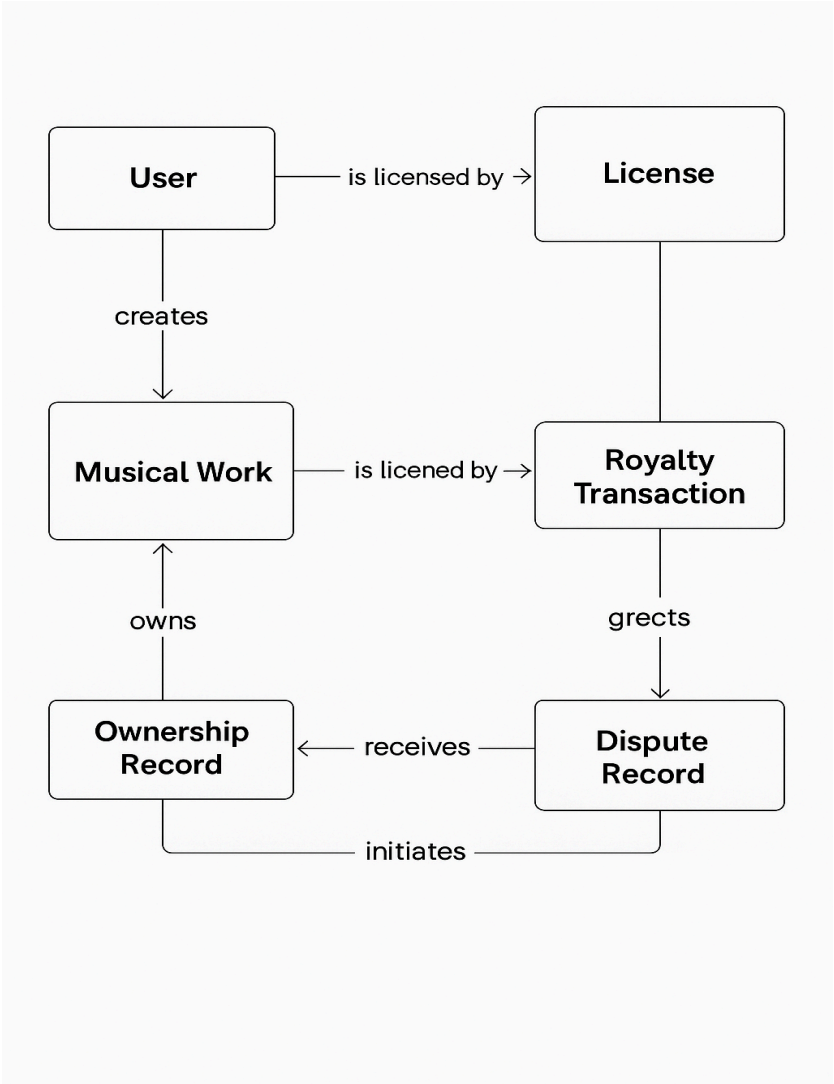 User
is licensed by
License
creates
Musical Work
is licened by
Royalty
Transaction
owns
grects
Ownership
Record
receives
Dispute
Record
initiates